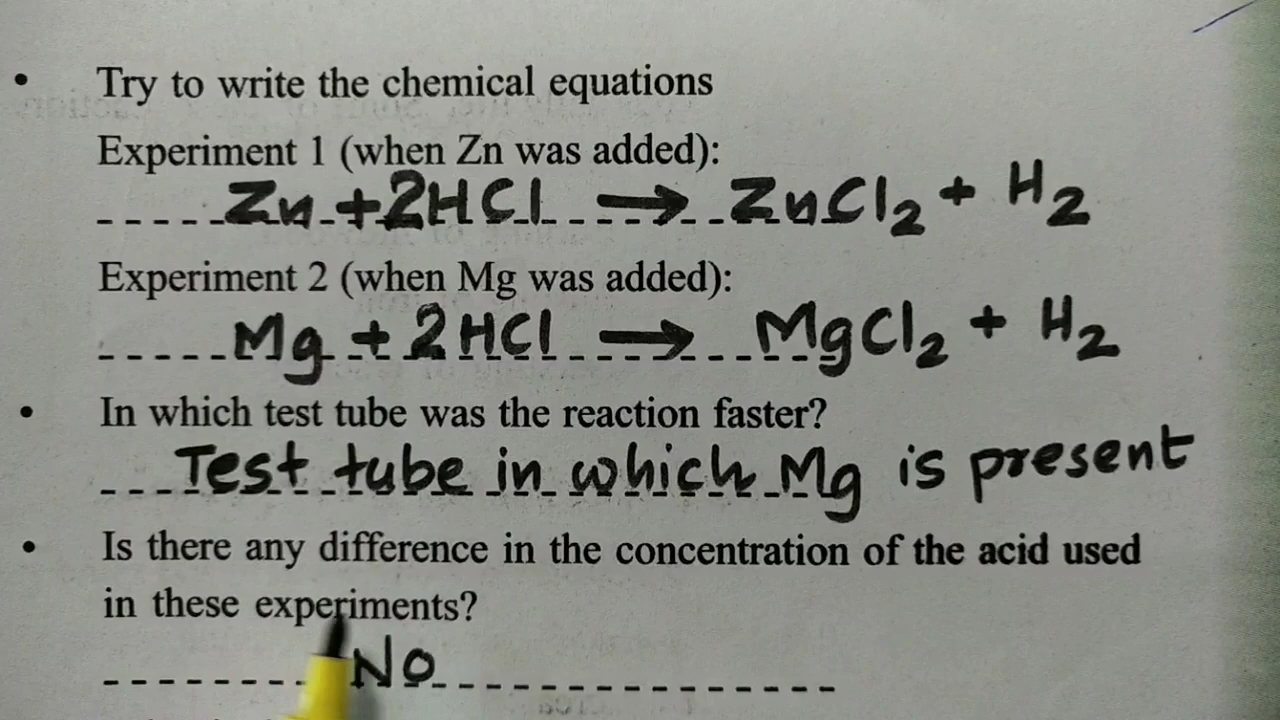 • Try to write the chemical equations
Experiment 1 (when Zn was added):
Zn + 2HCl → ZnCl₂ + H₂
Experiment 2 (when Mg was added):
Mg + 2HCl → MgCl₂ + H₂
• In which test tube was the reaction faster?
Test tube in which Mg is present
• Is there any difference in the concentration of the acid used
in these experiments?
No